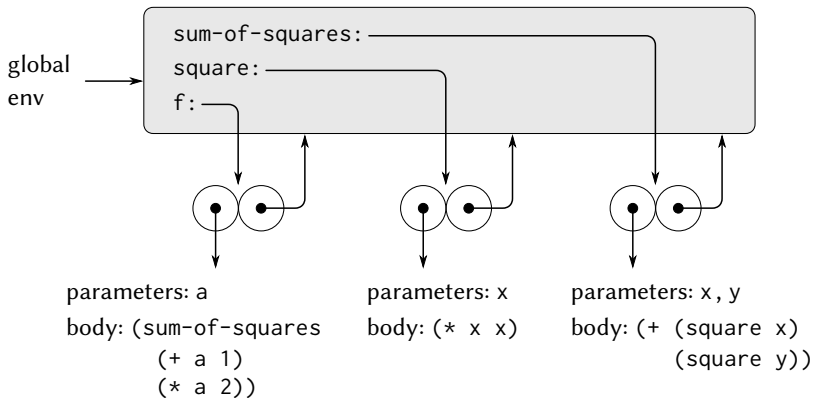 sum-of-squares:
global
env
square:
f:
parameters: a
body: (sum-of-squares
(+ a 1)
(* a 2))
parameters: x
body: (* x x)
parameters: x, y
body: (+ (square x)
(square y))